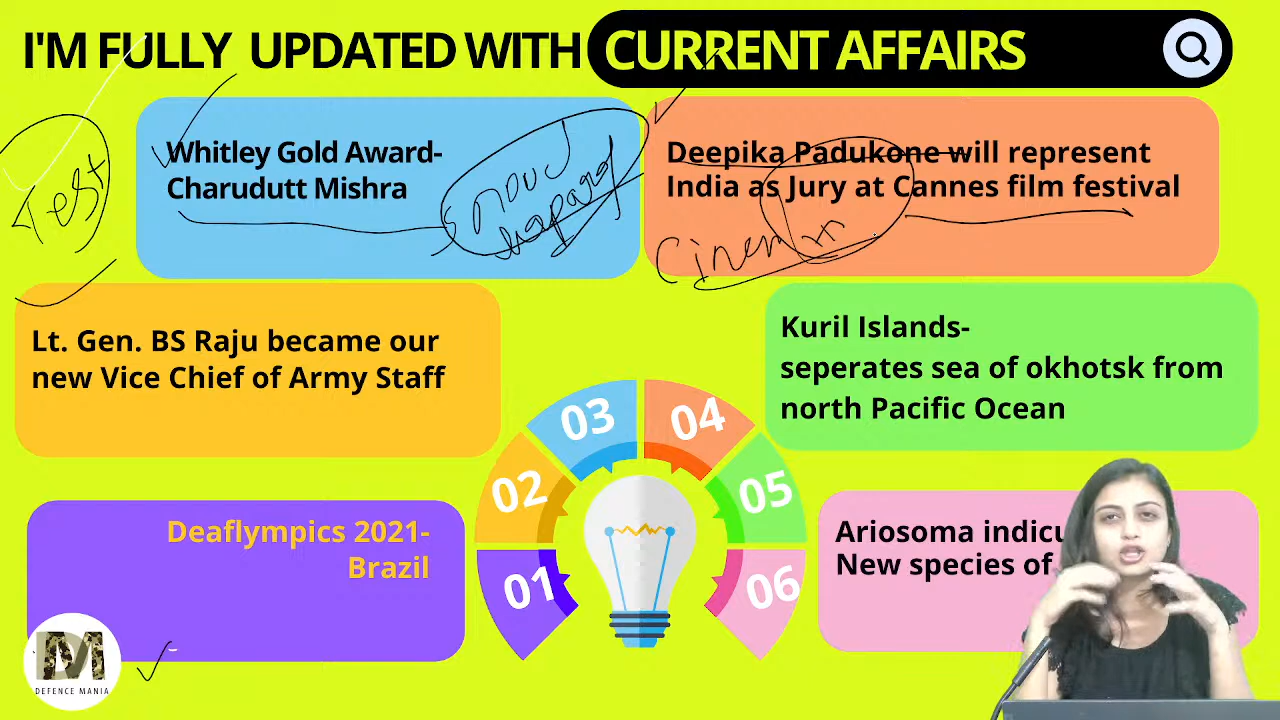 I'M FULLY UPDATED WITH CURRENT AFFAIRS
Whitley Gold Award-
Charudutt Mishra
Deepika Padukone will represent
India as Jury at Cannes film festival
Test
Lt. Gen. BS Raju became our
new Vice Chief of Army Staff
Kuril Islands-
seperates sea of okhotsk from
north Pacific Ocean
Deaflympics 2021-
Brazil
Ariosoma
New species of
01
02
03
04
05
06
DM
DEFENCE MANIA